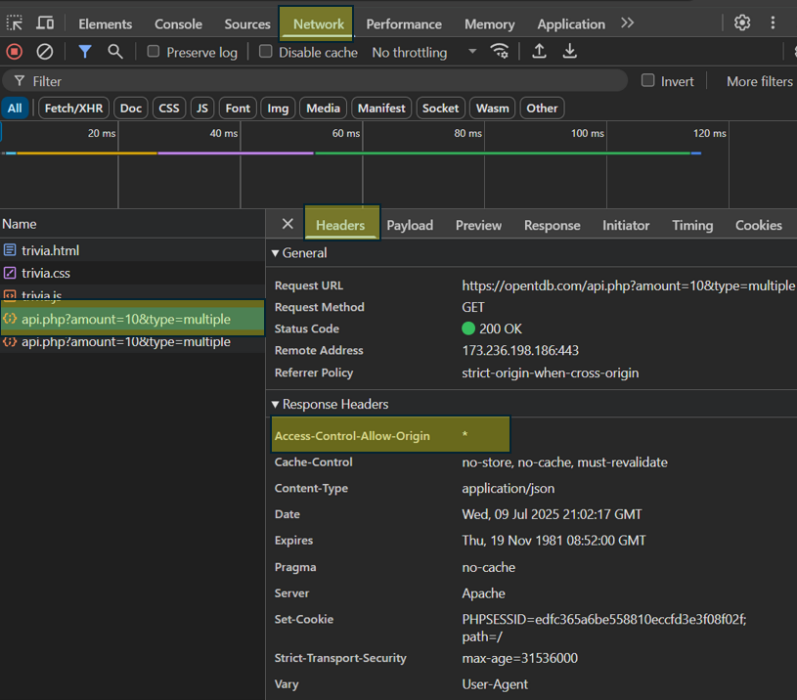 Elements Console Sources Network Performance Memory Application
Preserve log Disable cache No throttling
Filter Invert More filters
All Fetch/XHR Doc CSS JS Font Img Media Manifest Socket Wasm Other
20 ms 40 ms 60 ms 80 ms 100 ms 120 ms
Name
trivia.html
trivia.css
trivia.js
api.php?amount=10&type=multiple
api.php?amount=10&type=multiple
Headers Payload Preview Response Initiator Timing Cookies
General
Request URL https://opentdb.com/api.php?amount=10&type=multiple
Request Method GET
Status Code 200 OK
Remote Address 173.236.198.186:443
Referrer Policy strict-origin-when-cross-origin
Response Headers
Access-Control-Allow-Origin *
Cache-Control no-store, no-cache, must-revalidate
Content-Type application/json
Date Wed, 09 Jul 2025 21:02:17 GMT
Expires Thu, 19 Nov 1981 08:52:00 GMT
Pragma no-cache
Server Apache
Set-Cookie PHPSESSID=edfc365a6be558810eccfd3e3f08f02f;
path=/
Strict-Transport-Security max-age=31536000
Vary User-Agent